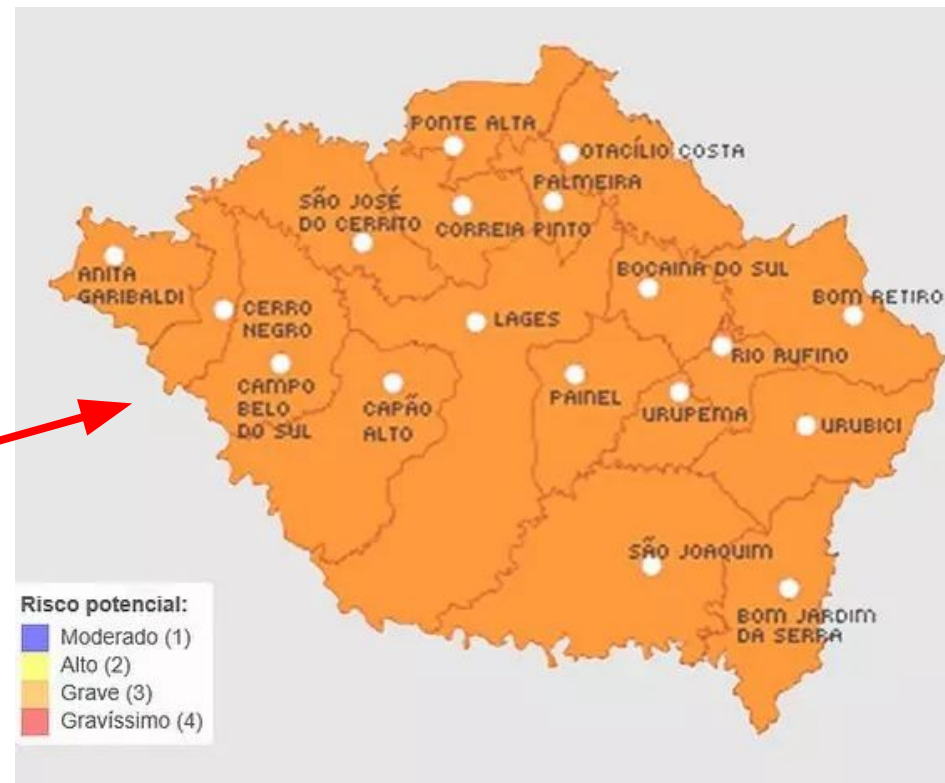 PONTE ALTA
OTACÍLIO COSTA
PALMEIRA
SÃO JOSÉ
DO CERRITO
CORREIA PINTO
ANITA
GARIBALDI
BOCAINA DO SUL
BOM RETIRO
CERRO
NEGRO
LAGES
RIO RUFINO
CAMPO
BELO
DO SUL
CAPÃO
ALTO
PAINEL
URUPEMA
URUBICI
SÃO JOAQUIM
BOM JARDIM
DA SERRA
Risco potencial:
Moderado (1)
Alto (2)
Grave (3)
Gravíssimo (4)